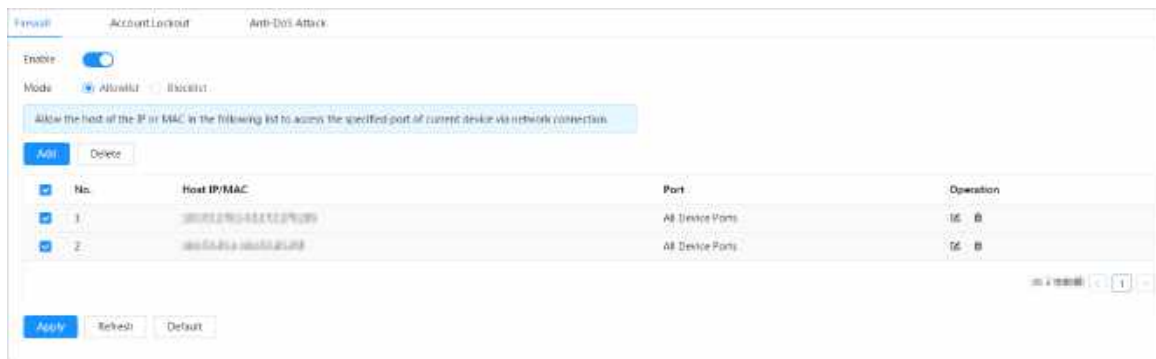 Firewall Account Lockout Anti-DoS Attack
Enable
Mode Allowlist Blocklist
Allow the host of the IP or MAC in the following list to access the specified port of current device via network connection.
Add Delete
No. Host IP/MAC Port Operation
1 All Device Ports
2 All Device Ports
1
Apply Refresh Default